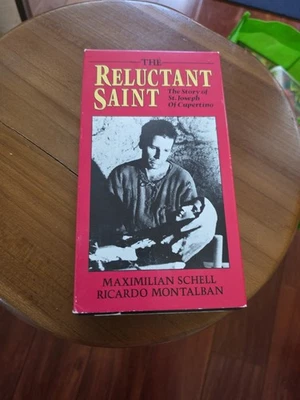 THE
RELUCTANT
SAINT
The Story of
St. Joseph
Of Cupertino
MAXIMILIAN SCHELL
RICARDO MONTALBAN